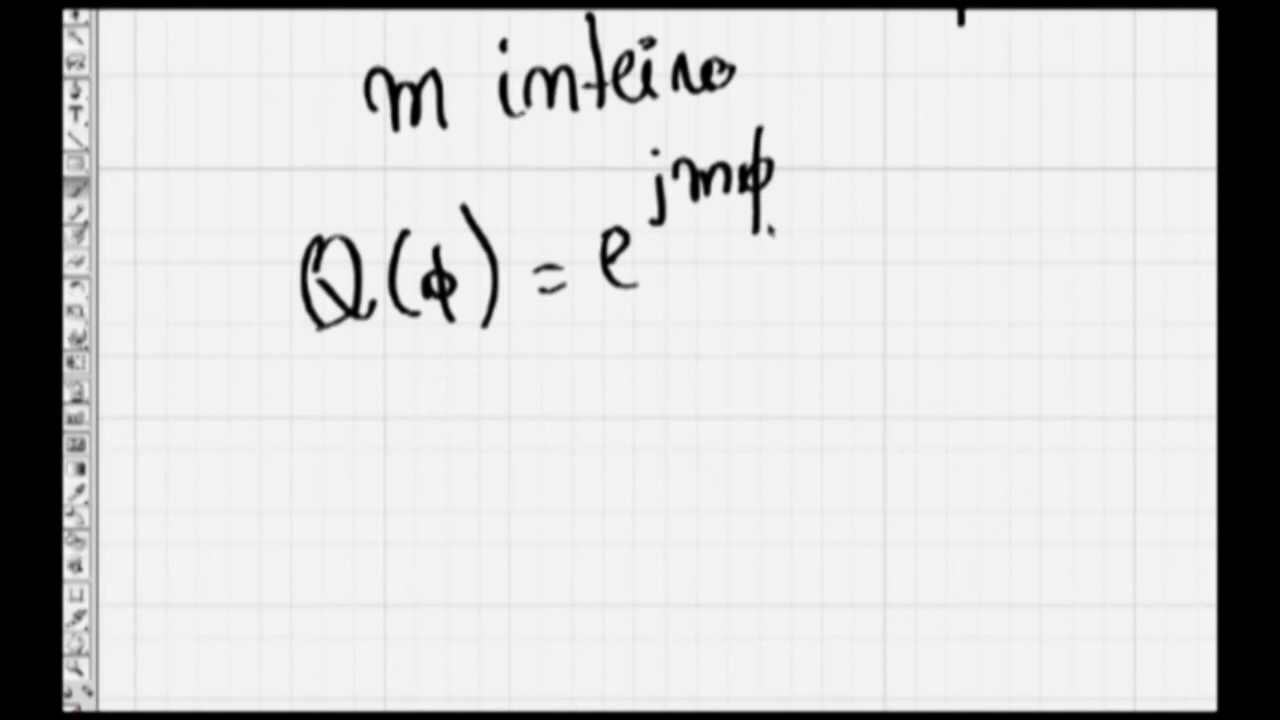 m inteiro
Q(φ) = e^{jmφ}